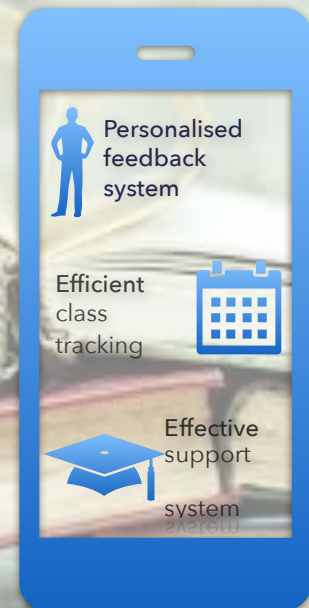 Personalised
feedback
system
Efficient
class
tracking
Effective
support
system